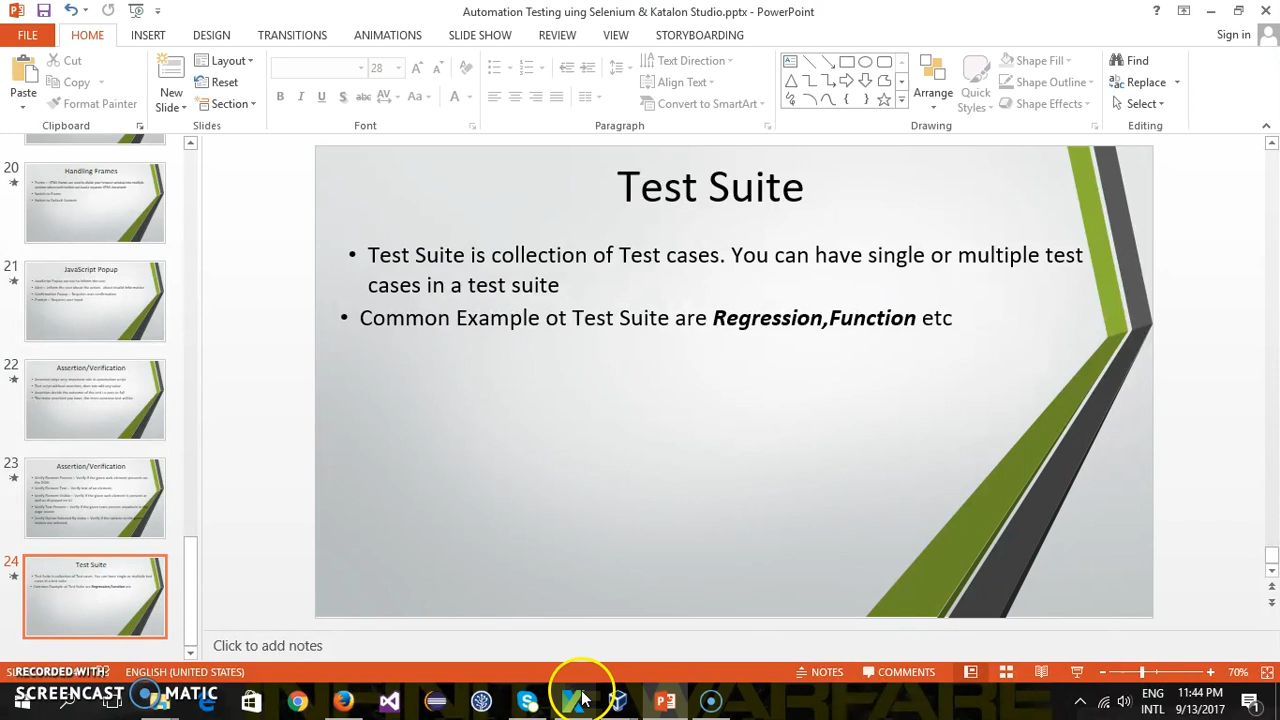 Automation Testing uing Selenium & Katalon Studio.pptx - PowerPoint
FILE HOME INSERT DESIGN TRANSITIONS ANIMATIONS SLIDE SHOW REVIEW VIEW STORYBOARDING Sign in
Paste Cut Copy Format Painter
New Slide Layout Reset Section
28
B I U S abc AV Aa A
Text Direction Align Text Convert to SmartArt
Arrange Quick Styles Shape Fill Shape Outline Shape Effects
Find Replace Select
Clipboard Slides Font Paragraph Drawing Editing
20
Handling Frames
21
JavaScript Popup
22
Assertion/Verification
23
Assertion/Verification
24
Test Suite
Test Suite
• Test Suite is collection of Test cases. You can have single or multiple test
cases in a test suite
• Common Example ot Test Suite are Regression,Function etc
Click to add notes
ENGLISH (UNITED STATES) NOTES COMMENTS 70%
RECORDED WITH
SCREENCAST MATIC
ENG 11:44 PM
INTL 9/13/2017